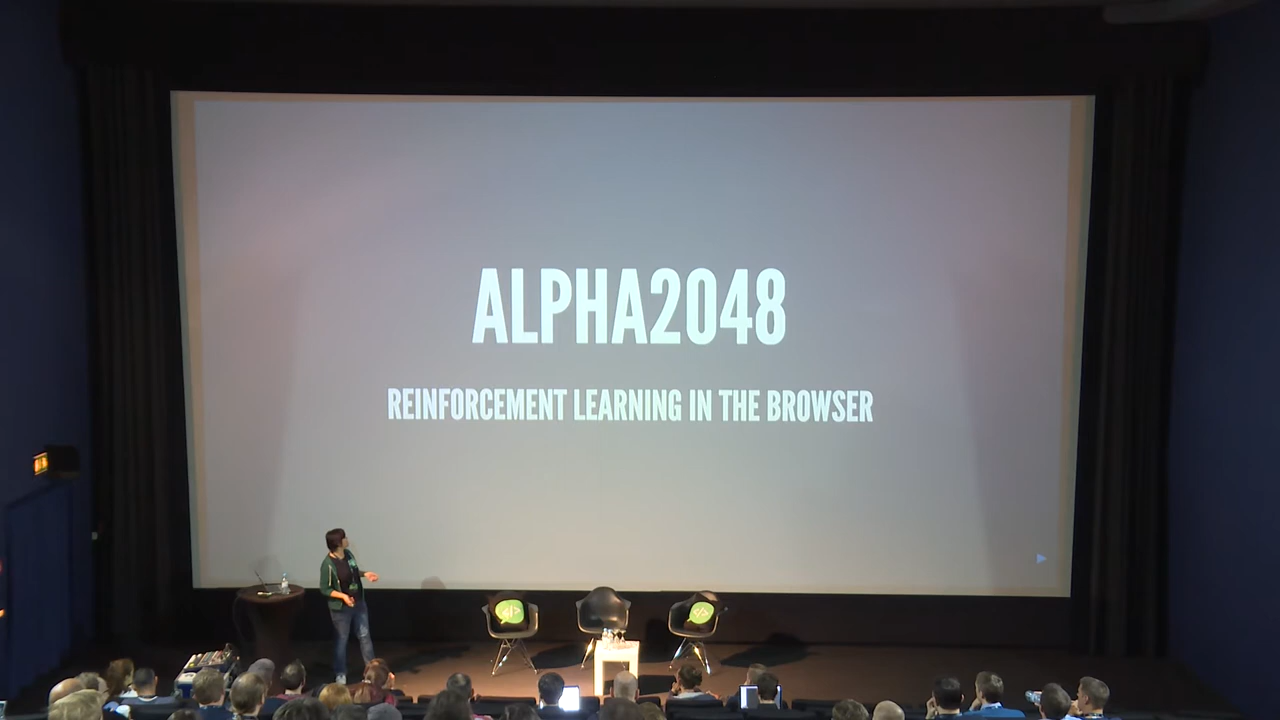 ALPHA2048
REINFORCEMENT LEARNING IN THE BROWSER
</>
</>